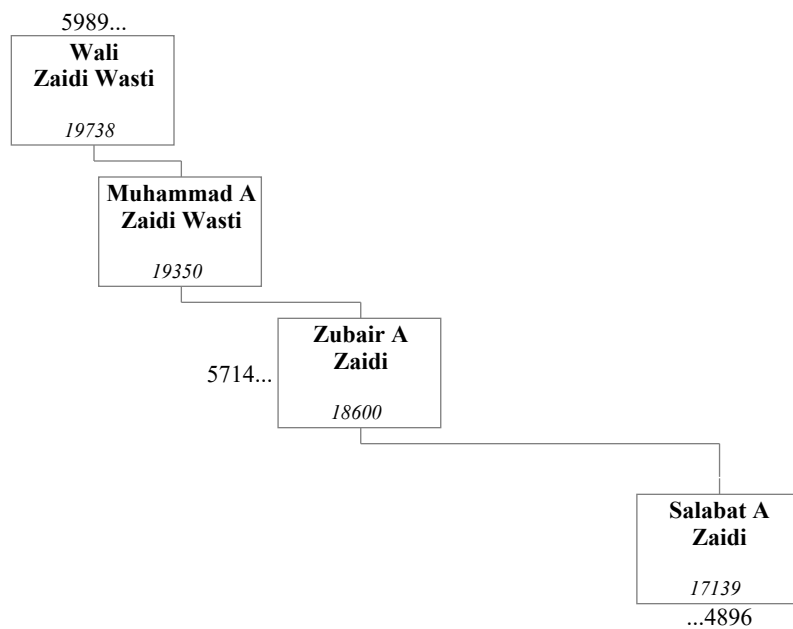 5989...
Wali
Zaidi Wasti
19738
Muhammad A
Zaidi Wasti
19350
Zubair A
Zaidi
5714...
18600
Salabat A
Zaidi
17139
...4896